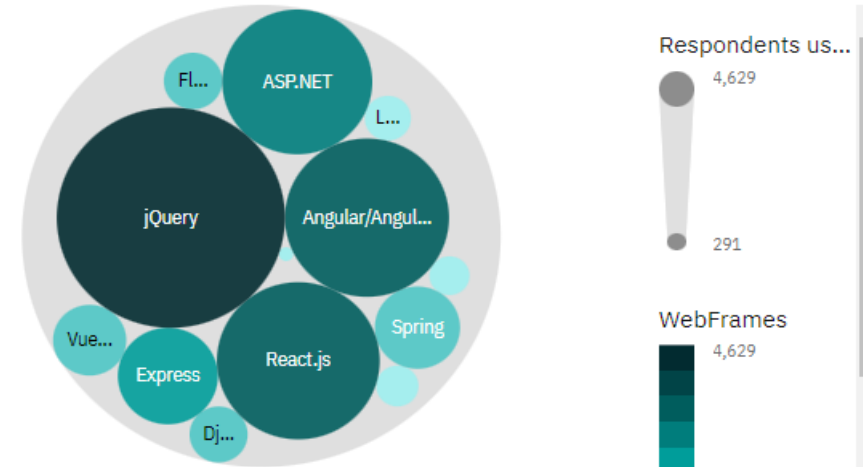 Respondents us...
4,629
291
WebFrames
4,629
Fl...
ASP.NET
L...
jQuery
Angular/Angul...
Spring
Vue...
React.js
Express
Dj...